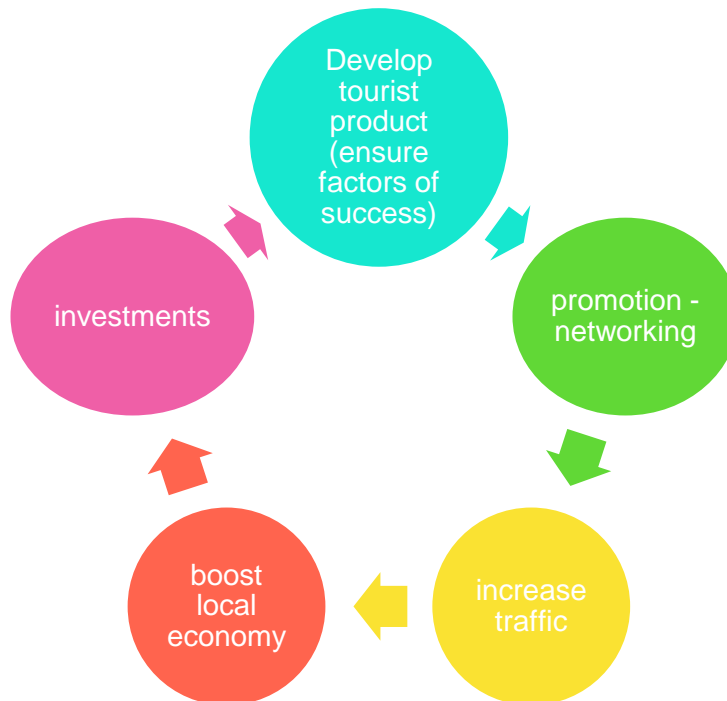 Develop
tourist
product
(ensure
factors of
success)
promotion -
networking
increase
traffic
boost
local
economy
investments